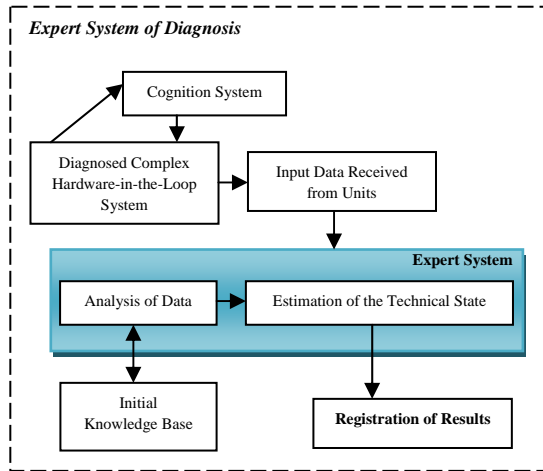 Expert System of Diagnosis
Cognition System
Diagnosed Complex
Hardware-in-the-Loop
System
Input Data Received
from Units
Expert System
Analysis of Data
Estimation of the Technical State
Initial
Knowledge Base
Registration of Results